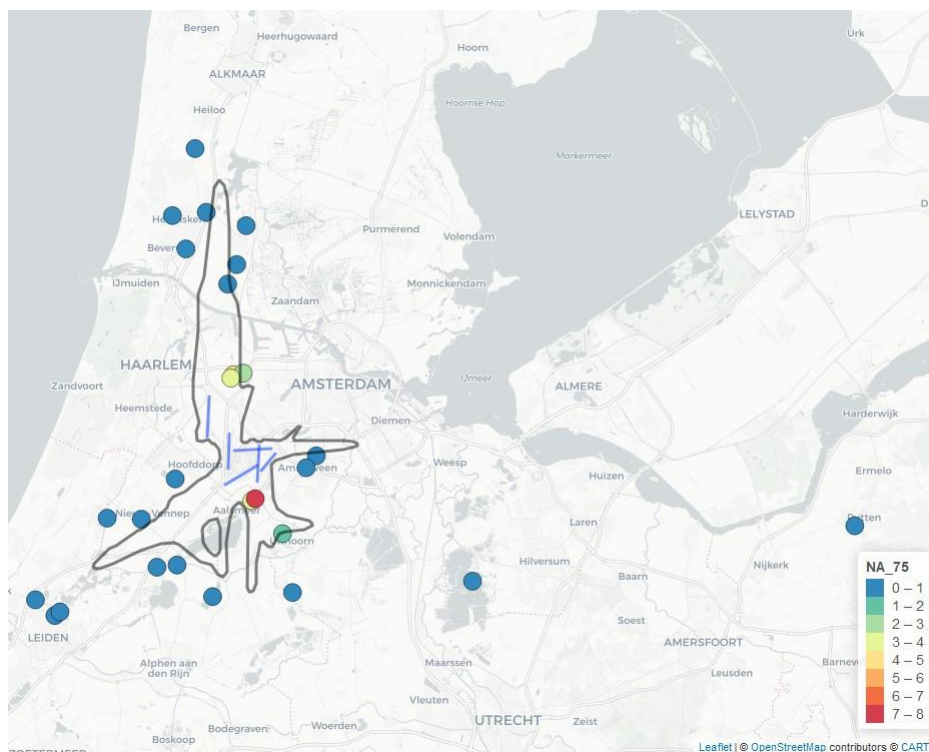 Bergen
Heerhugowaard
Urk
Hoorn
ALKMAAR
Hoornse Hop
Heiloo
Markermeer
LELYSTAD
Purmerend
Volendam
Monnickendam
IJmuiden
Zaandam
HAARLEM
IJmeer
AMSTERDAM
ALMERE
Zandvoort
Heemstede
Harderwijk
Diemen
Weesp
Hoofddorp
Ermelo
Huizen
Aalsmeer
Laren
Hilversum
Nijkerk
Baarn
Soest
LEIDEN
AMERSFOORT
Alphen aan
den Rijn
Maarssen
Leusden
Vleuten
UTRECHT
Zeist
Woerden
Bodegraven
Boskoop
NA_75
0 – 1
1 – 2
2 – 3
3 – 4
4 – 5
5 – 6
6 – 7
7 – 8
Leaflet | © OpenStreetMap contributors © CART